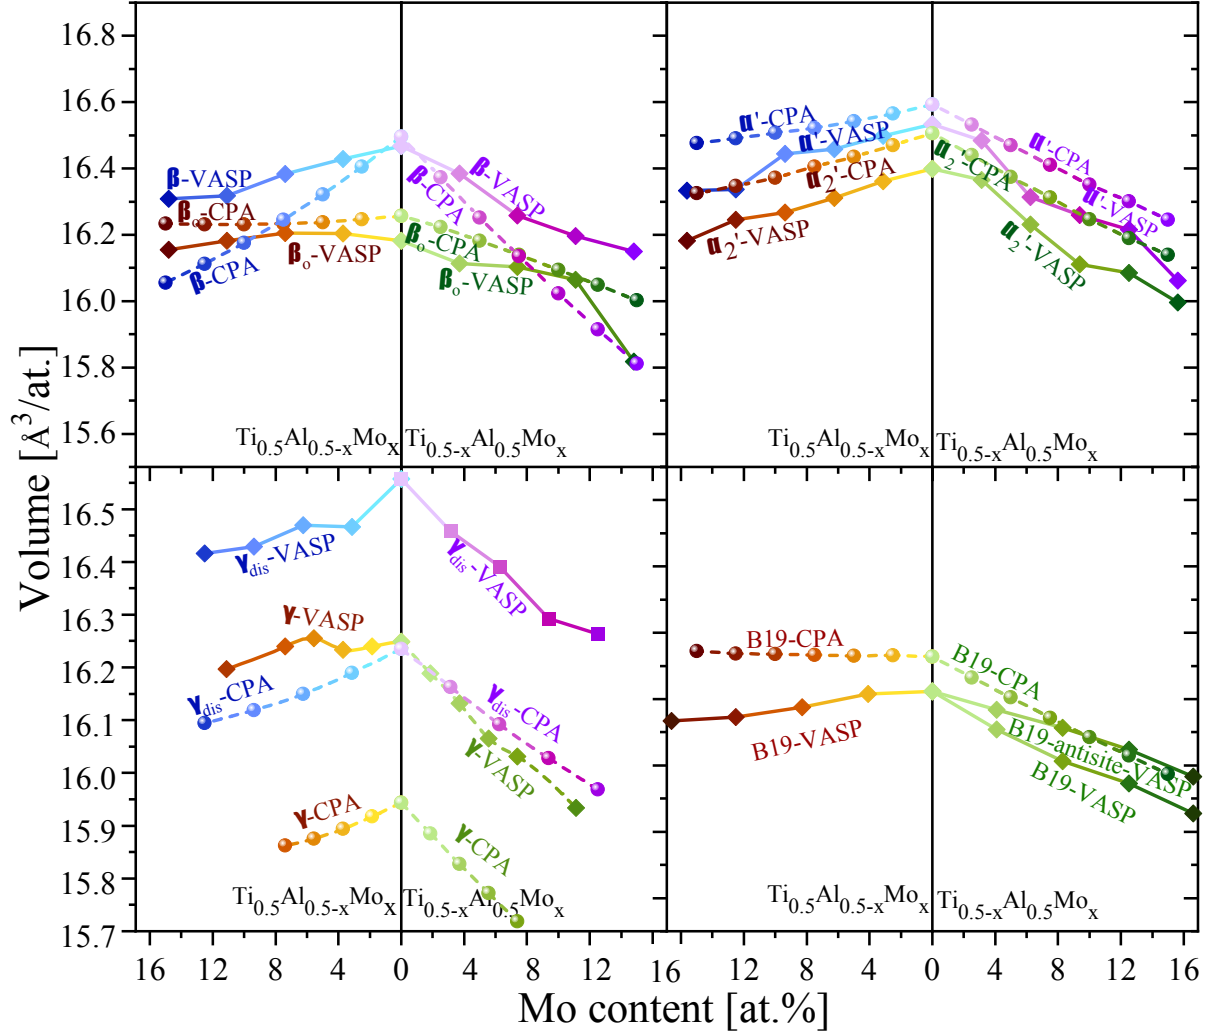 Volume [Å³/at.]
16.8
16.6
16.4
16.2
16.0
15.8
15.6
β-VASP
βₒ-CPA
β-CPA
βₒ-VASP
β-VASP
β-CPA
βₒ-CPA
βₒ-VASP
Ti₀.₅Al₀.₅₋ₓMoₓ
Ti₀.₅₋ₓAl₀.₅Moₓ
α'-CPA
α'-VASP
α₂'-CPA
α₂'-VASP
α'-CPA
α₂'-CPA
α'-VASP
α₂'-VASP
Ti₀.₅Al₀.₅₋ₓMoₓ
Ti₀.₅₋ₓAl₀.₅Moₓ
16.5
16.4
16.3
16.2
16.1
16.0
15.9
15.8
15.7
γdis-VASP
γ-VASP
γdis-CPA
γ-CPA
γdis-VASP
γdis-CPA
γ-VASP
γ-CPA
Ti₀.₅Al₀.₅₋ₓMoₓ
Ti₀.₅₋ₓAl₀.₅Moₓ
B19-CPA
B19-VASP
B19-CPA
B19-antisite-VASP
B19-VASP
Ti₀.₅Al₀.₅₋ₓMoₓ
Ti₀.₅₋ₓAl₀.₅Moₓ
16 12 8 4 0 4 8 12 16 12 8 4 0 4 8 12 16
Mo content [at.%]